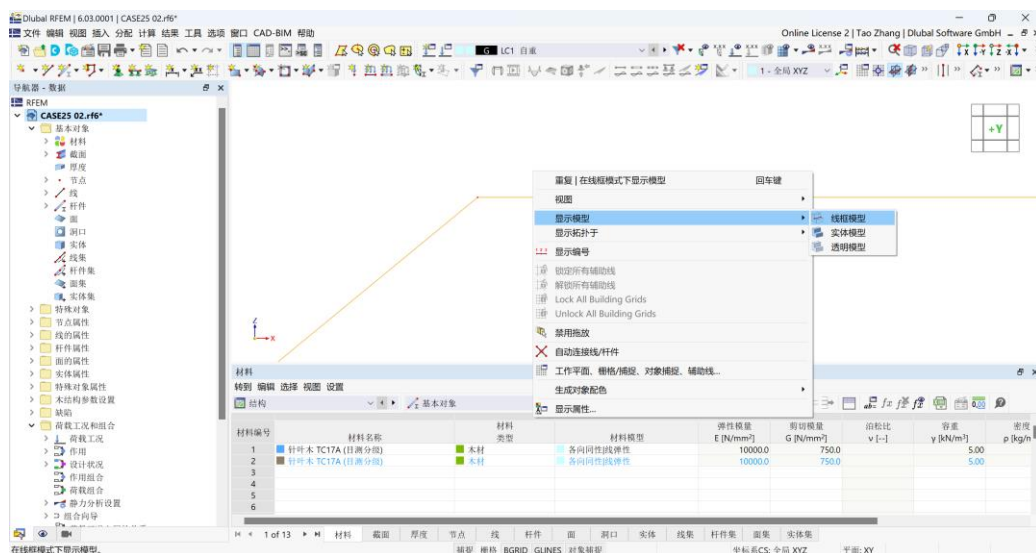 Dlubal RFEM | 6.03.0001 | CASE25 02.rf6*
文件 编辑 视图 插入 分配 计算 结果 工具 选项 窗口 CAD-BIM 帮助
Online License 2 | Tao Zhang | Dlubal Software GmbH
G LC1 自重
1 - 全局 XYZ
导航器 - 数据
RFEM
CASE25 02.rf6*
基本对象
材料
截面
厚度
节点
线
杆件
面
洞口
实体
线集
杆件集
面集
实体集
特殊对象
节点属性
线的属性
杆件属性
面的属性
实体属性
特殊对象属性
木结构参数设置
缺陷
荷载工况和组合
荷载工况
作用
设计状况
作用组合
荷载组合
静力分析设置
组合向导
+Y
Z
X
重复 | 在线框模式下显示模型 回车键
视图
显示模型
显示拓扑于
显示编号
锁定所有辅助线
解锁所有辅助线
Lock All Building Grids
Unlock All Building Grids
禁用拖放
自动连接线/杆件
工作平面、栅格/捕捉、对象捕捉、辅助线...
生成对象配色
显示属性...
线框模型
实体模型
透明模型
材料
转到 编辑 选择 视图 设置
结构 基本对象
材料编号 材料名称 材料类型 材料模型 弹性模量 E [N/mm²] 剪切模量 G [N/mm²] 泊松比 ν [--] 容重 γ [kN/m³] 密度 ρ [kg/m
1 针叶木 TC17A (目测分级) 木材 各向同性|线弹性 10000.0 750.0 5.00
2 针叶木 TC17A (目测分级) 木材 各向同性|线弹性 10000.0 750.0 5.00
3
4
5
6
1 of 13 材料 截面 厚度 节点 线 杆件 面 洞口 实体 线集 杆件集 面集 实体集
在线框模式下显示模型。
捕捉 栅格 BGRID GLINES 对象捕捉 坐标系CS: 全局 XYZ 平面: XY